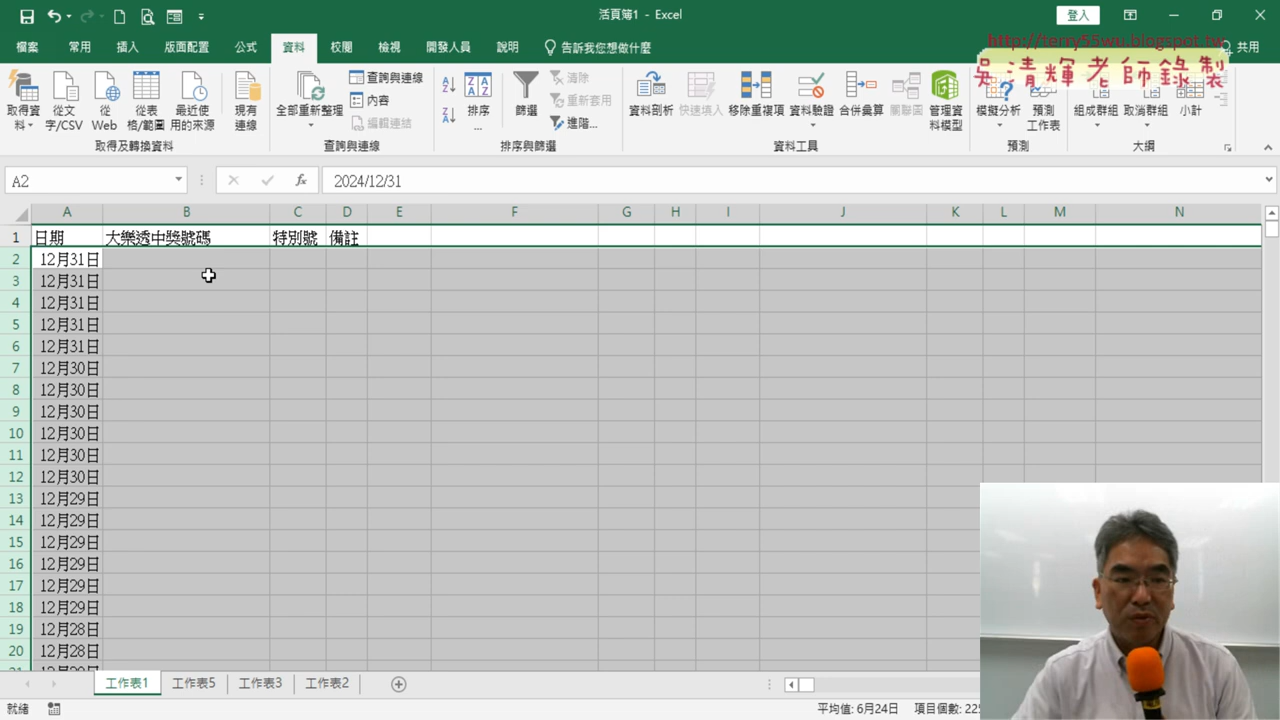 活頁簿1 - Excel
登入
檔案 常用 插入 版面配置 公式 資料 校閱 檢視 開發人員 說明 告訴我您想做什麼 共用
http://terry55wu.blogspot.tw
吳清輝老師錄製
取得資料 從文字/CSV 從 Web 從表格/範圍 最近使用的來源 現有連線
取得及轉換資料
全部重新整理 查詢與連線 內容 編輯連結
查詢與連線
排序... 篩選 清除 重新套用 進階...
排序與篩選
資料剖析 快速填入 移除重複項 資料驗證 合併彙算 關聯圖 管理資料模型
資料工具
模擬分析 預測工作表
預測
組成群組 取消群組 小計
大綱
A2 fx 2024/12/31
A B C D E F G H I J K L M N
1 日期 大樂透中獎號碼 特別號 備註
2 12月31日
3 12月31日
4 12月31日
5 12月31日
6 12月31日
7 12月30日
8 12月30日
9 12月30日
10 12月30日
11 12月30日
12 12月30日
13 12月29日
14 12月29日
15 12月29日
16 12月29日
17 12月29日
18 12月29日
19 12月28日
20 12月28日
工作表1 工作表5 工作表3 工作表2
就緒 平均值: 6月24日 項目個數: